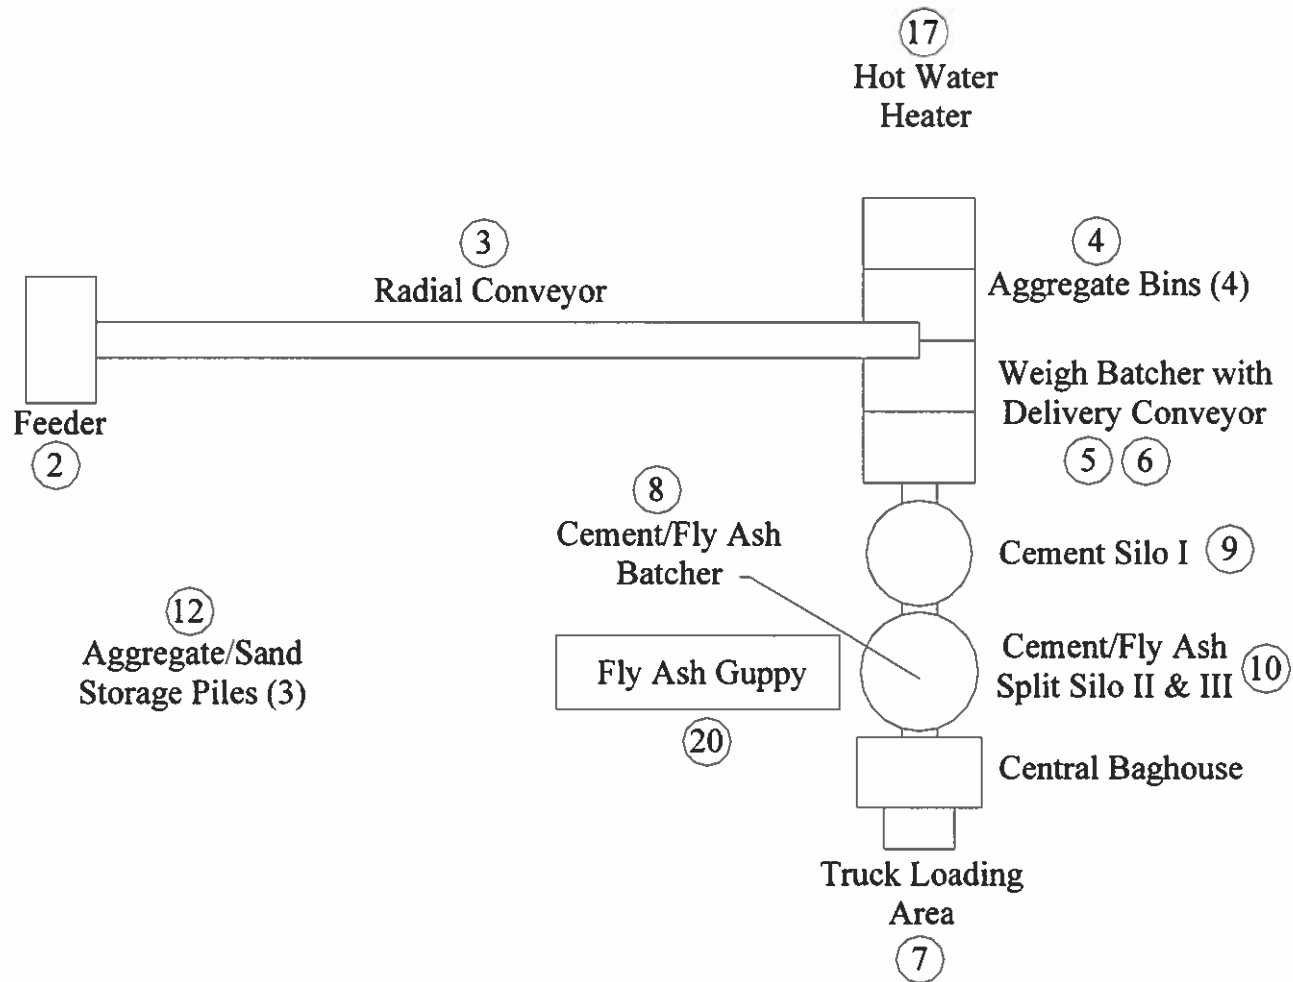 17
Hot Water
Heater
3
Radial Conveyor
4
Aggregate Bins (4)
Weigh Batcher with
Delivery Conveyor
5 6
Feeder
2
8
Cement/Fly Ash
Batcher
Cement Silo I 9
12
Aggregate/Sand
Storage Piles (3)
Fly Ash Guppy
20
Cement/Fly Ash
Split Silo II & III 10
Central Baghouse
Truck Loading
Area
7